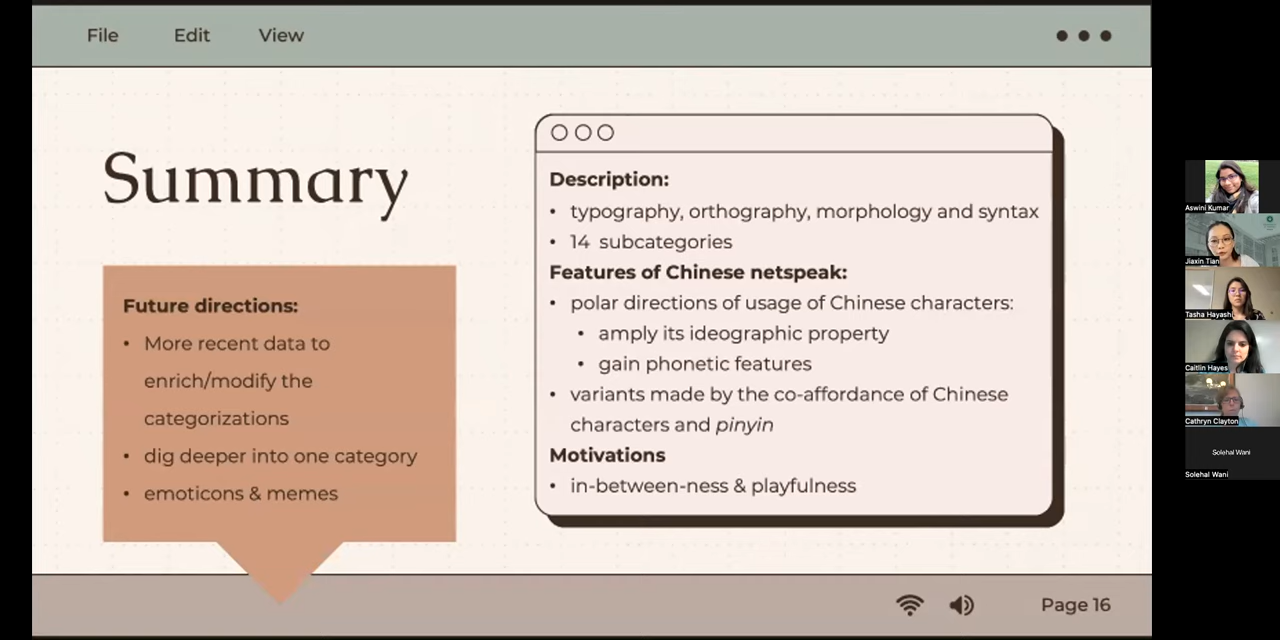 File Edit View
Summary
Future directions:
• More recent data to
enrich/modify the
categorizations
• dig deeper into one category
• emoticons & memes
Description:
• typography, orthography, morphology and syntax
• 14 subcategories
Features of Chinese netspeak:
• polar directions of usage of Chinese characters:
• amply its ideographic property
• gain phonetic features
• variants made by the co-affordance of Chinese
characters and pinyin
Motivations
• in-between-ness & playfulness
Page 16
Aswini Kumar
Jiaxin Tian
Tasha Hayash
Caitlin Hayes
Cathryn Clayton
Solehal Wani
Solehal Wani